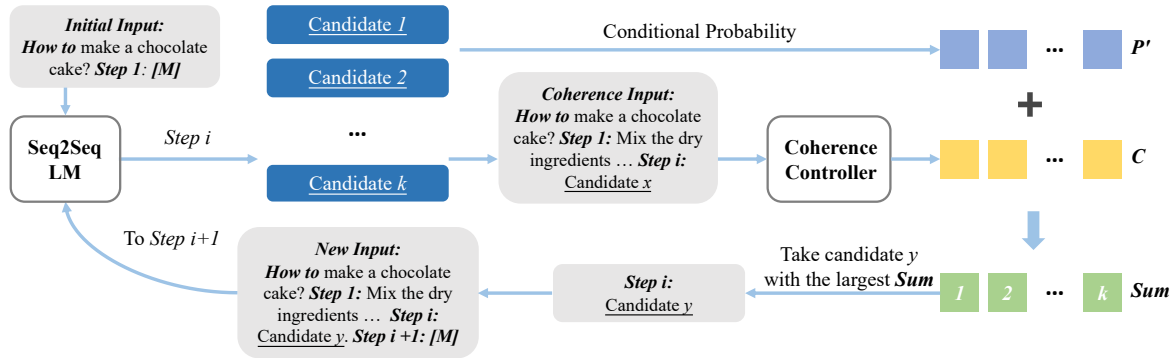 Initial Input:
How to make a chocolate
cake? Step 1: [M]
Candidate 1
Candidate 2
...
Candidate k
Conditional Probability
P'
+
Seq2Seq
LM
Step i
Coherence Input:
How to make a chocolate
cake? Step 1: Mix the dry
ingredients … Step i:
Candidate x
Coherence
Controller
...
...
C
To Step i+1
New Input:
How to make a chocolate
cake? Step 1: Mix the dry
ingredients … Step i:
Candidate y. Step i +1: [M]
Step i:
Candidate y
Take candidate y
with the largest Sum
1
2
...
k
Sum